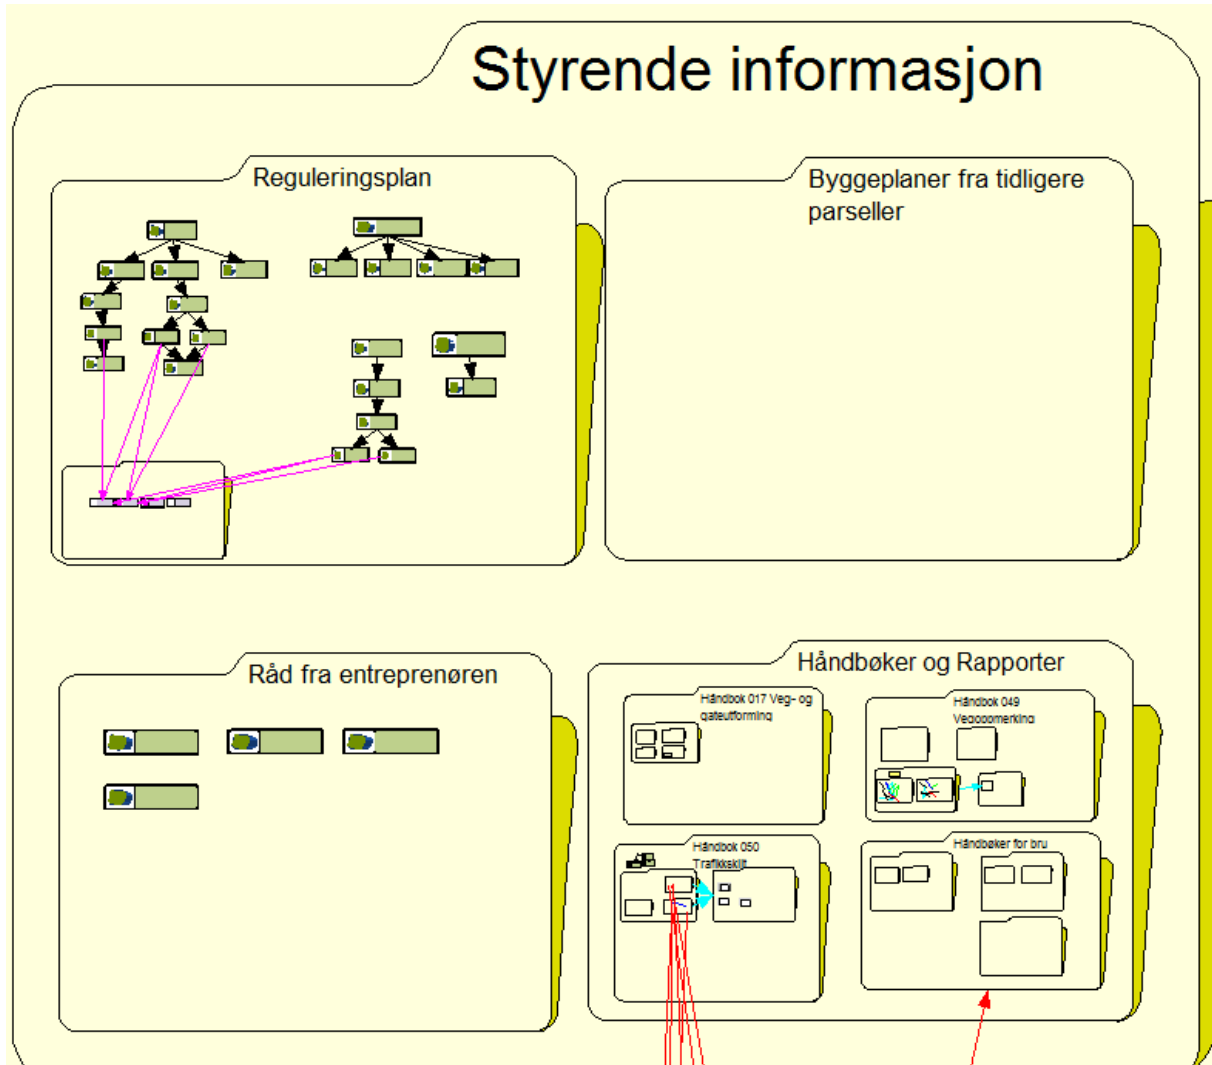 Styrende informasjon
Reguleringsplan
Byggeplaner fra tidligere
parseller
Råd fra entreprenøren
Håndbøker og Rapporter
Håndbok 017 Veg- og
gateutforming
Håndbok 049
Vegoppmerking
Håndbok 050
Trafikkskilt
Håndbøker for bru